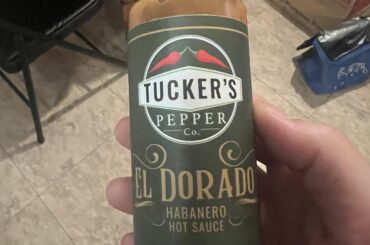 TUCKER'S
PEPPER
Co.
EL DORADO
HABANERO
HOT SAUCE